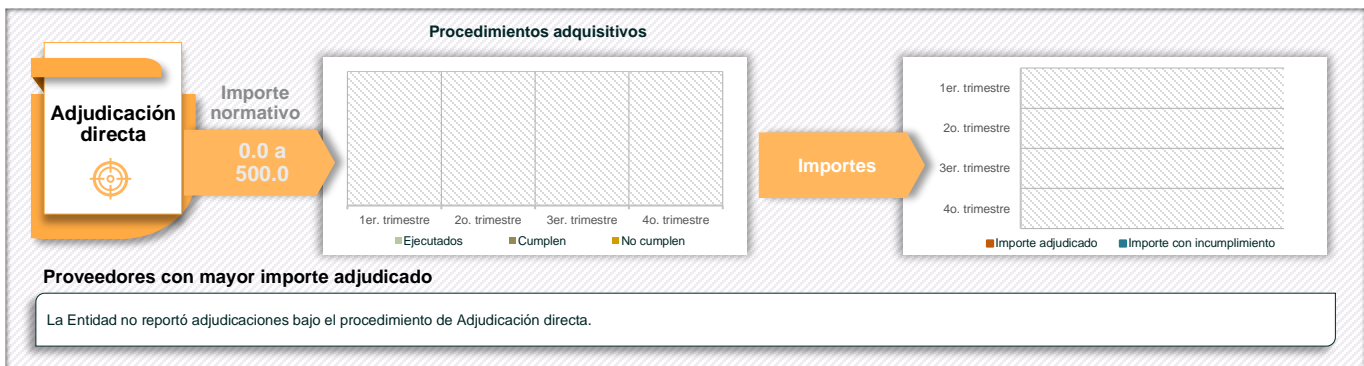 Procedimientos adquisitivos
Adjudicación
directa
Importe
normativo
0.0 a
500.0
1er. trimestre
2o. trimestre
3er. trimestre
4o. trimestre
Ejecutados
Cumplen
No cumplen
Importes
1er. trimestre
2o. trimestre
3er. trimestre
4o. trimestre
Importe adjudicado
Importe con incumplimiento
Proveedores con mayor importe adjudicado
La Entidad no reportó adjudicaciones bajo el procedimiento de Adjudicación directa.